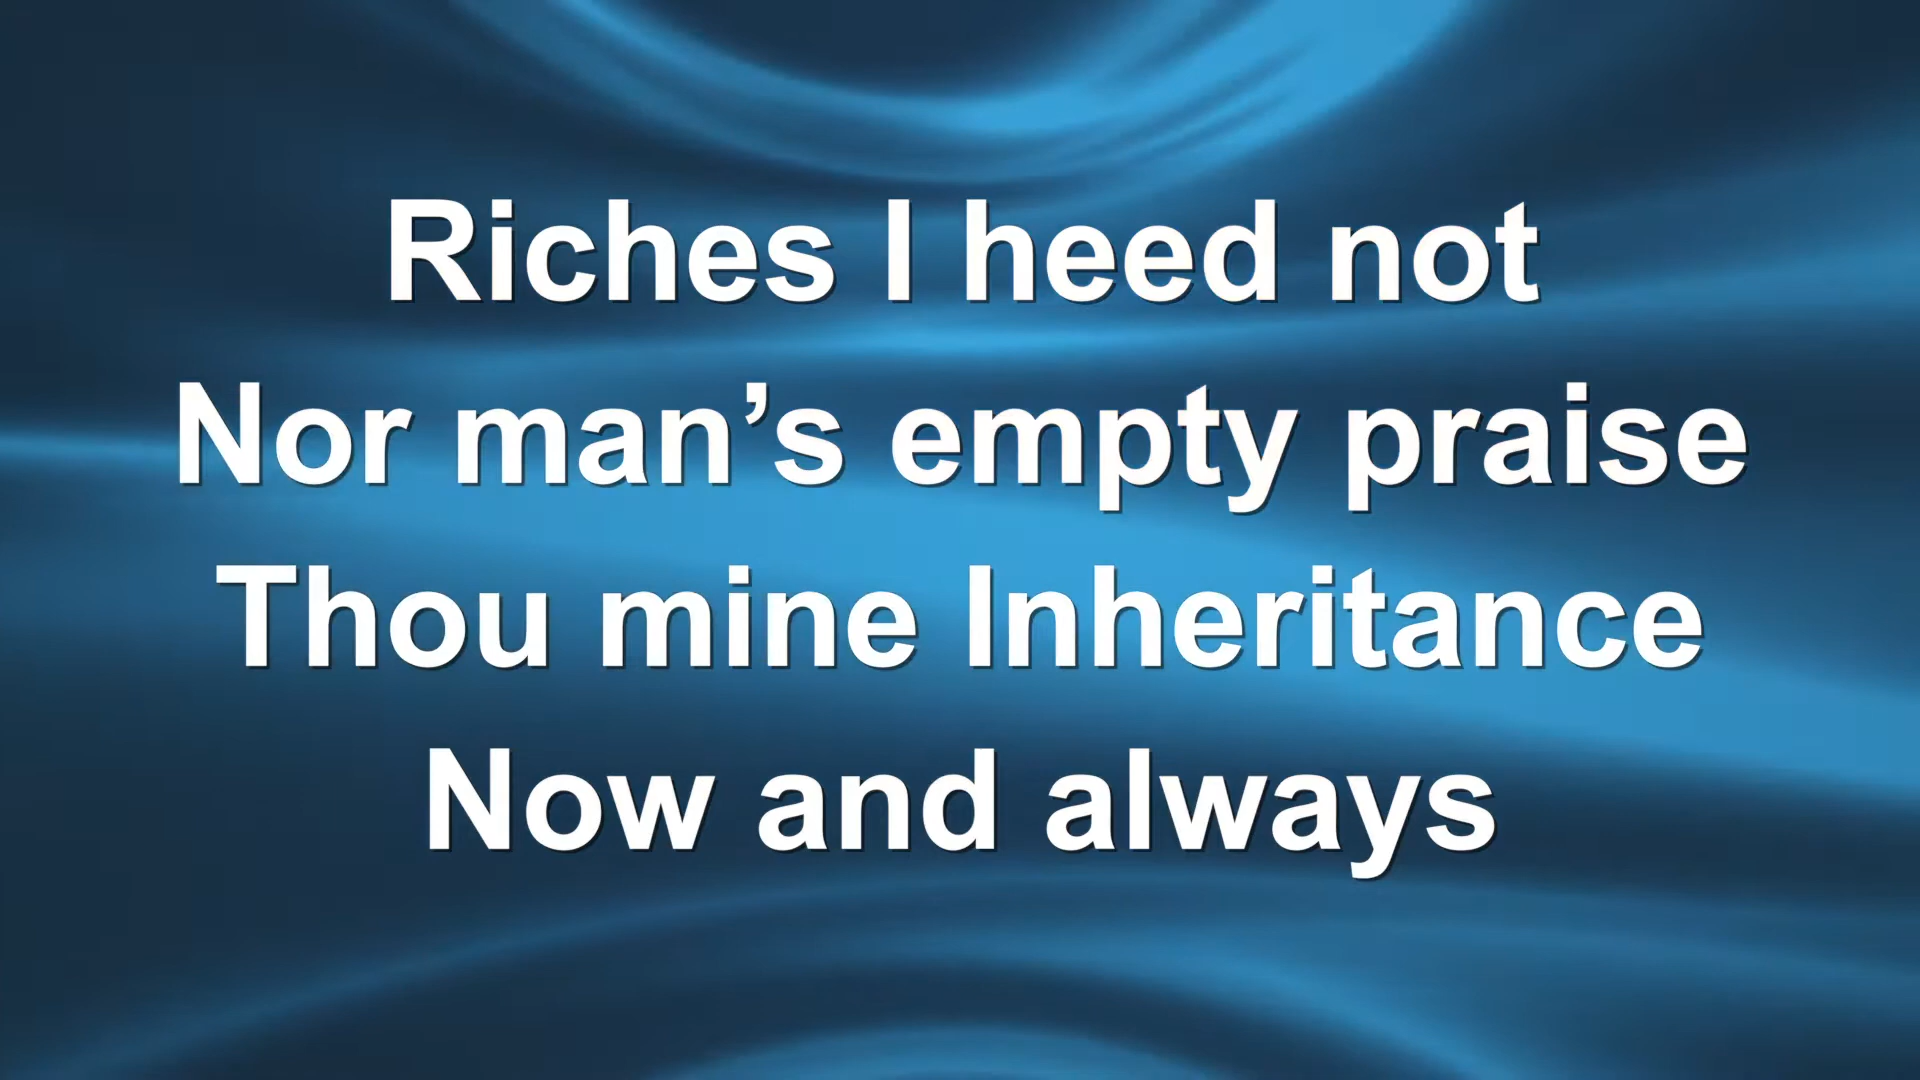 Riches I heed not
Nor man’s empty praise
Thou mine Inheritance
Now and always